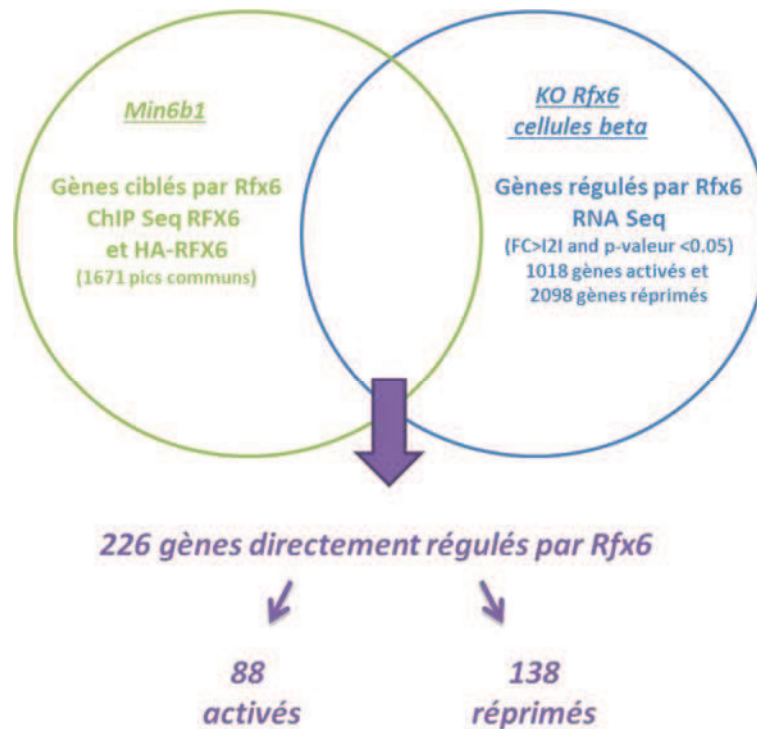 Min6b1
Gènes ciblés par Rfx6
ChIP Seq RFX6
et HA-RFX6
(1671 pics communs)
KO Rfx6
cellules beta
Gènes régulés par Rfx6
RNA Seq
(FC>I2I and p-valeur <0.05)
1018 gènes activés et
2098 gènes réprimés
226 gènes directement régulés par Rfx6
88
activés
138
réprimés